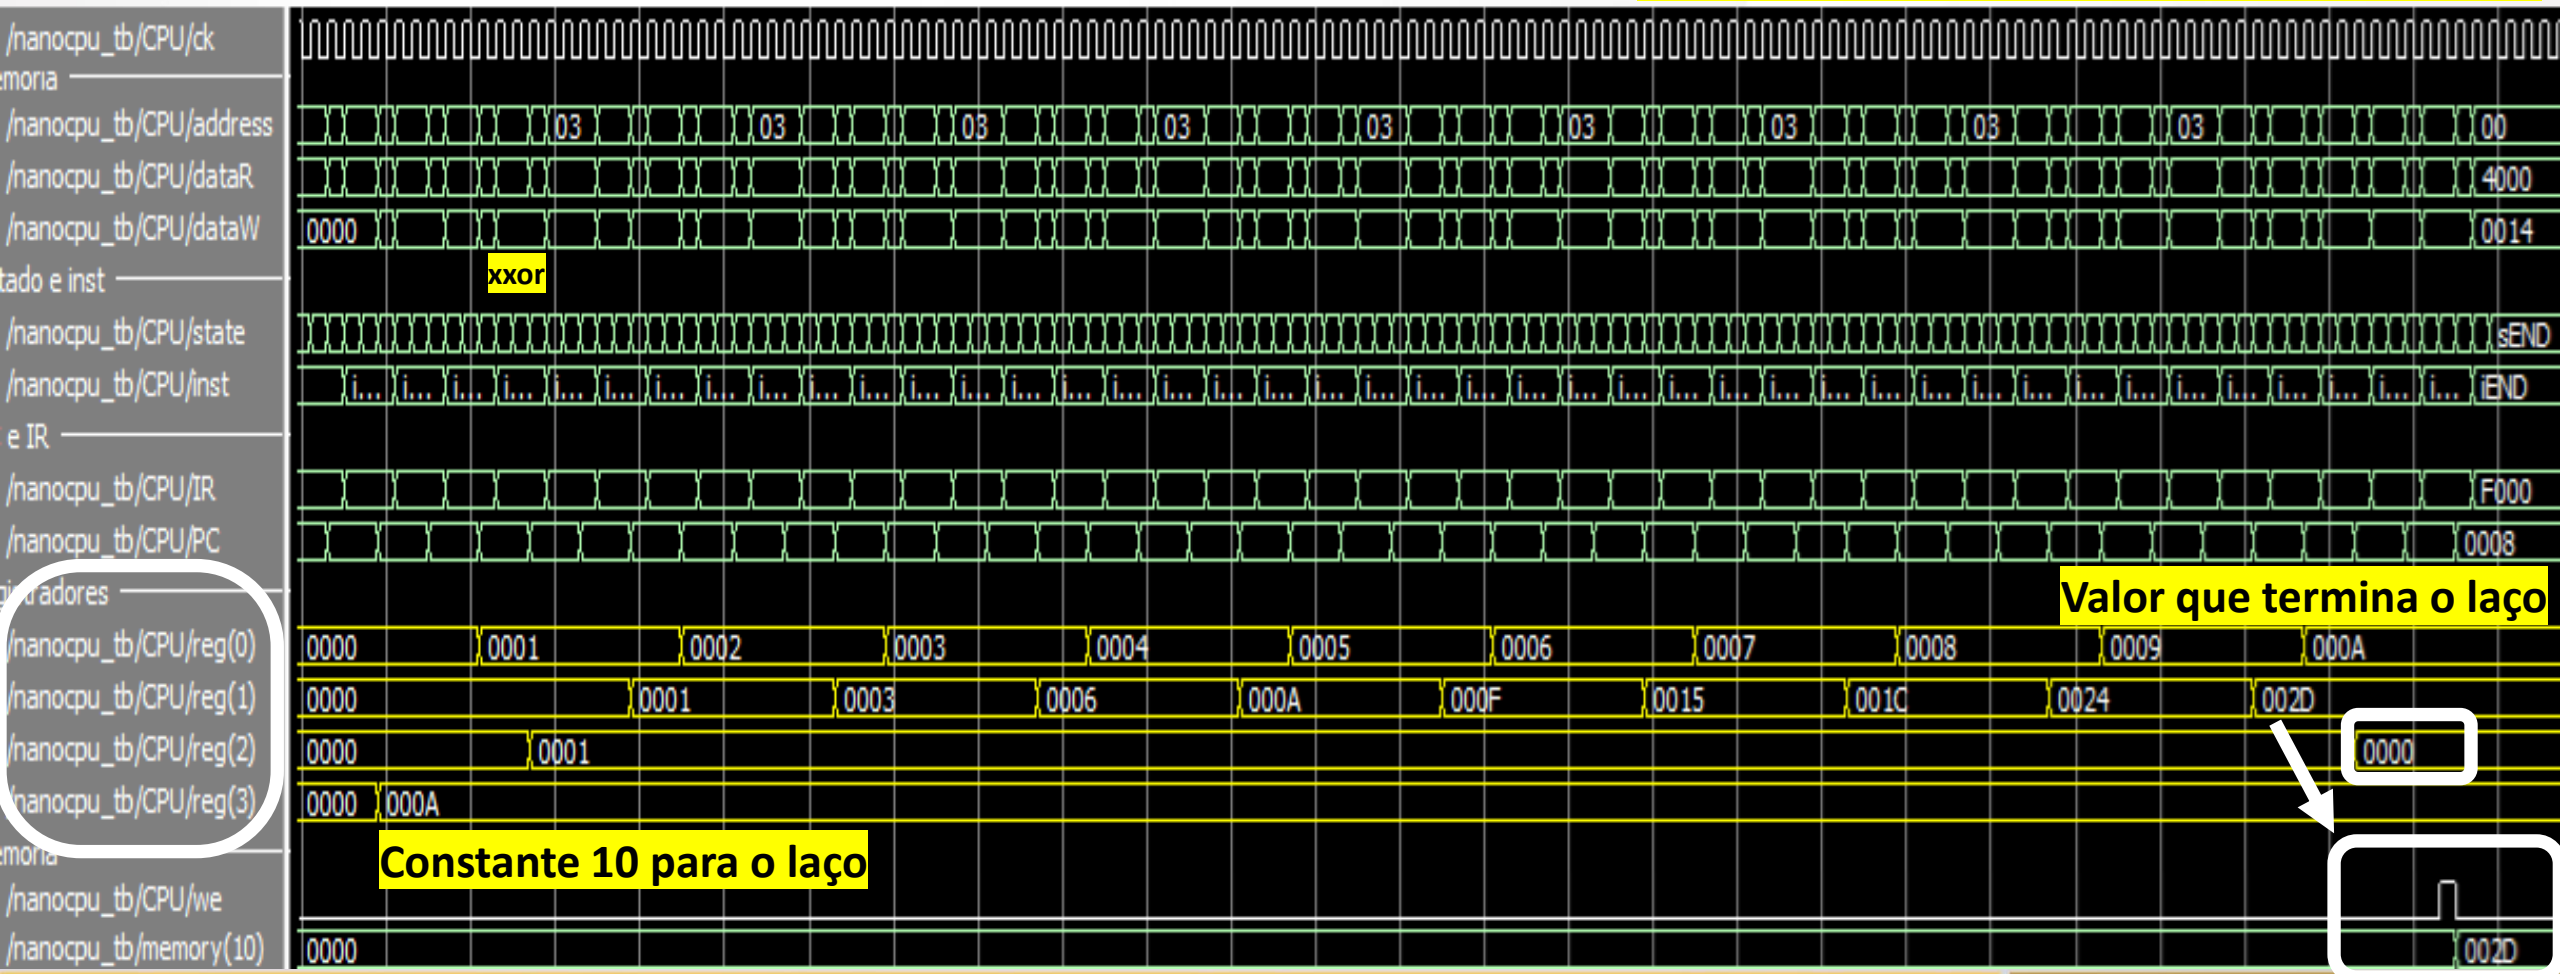 /nanocpu_tb/CPU/ck
emoria
/nanocpu_tb/CPU/address 03 03 03 03 03 03 03 03 03 00
/nanocpu_tb/CPU/dataR 4000
/nanocpu_tb/CPU/dataW 0000 0014
xxor
tado e inst
/nanocpu_tb/CPU/state sEND
/nanocpu_tb/CPU/inst i... i... i... i... i... i... i... i... i... i... i... i... i... i... i... i... i... i... i... i... i... i... i... i... i... i... i... i... i... i... i... i... i... i... i... i... i... i... i... i... i... i... iEND
e IR
/nanocpu_tb/CPU/IR F000
/nanocpu_tb/CPU/PC 0008
Valor que termina o laço
gistradores
/nanocpu_tb/CPU/reg(0) 0000 0001 0002 0003 0004 0005 0006 0007 0008 0009 000A
/nanocpu_tb/CPU/reg(1) 0000 0001 0003 0006 000A 000F 0015 001C 0024 002D
/nanocpu_tb/CPU/reg(2) 0000 0001 0000
/nanocpu_tb/CPU/reg(3) 0000 000A
Constante 10 para o laço
emoria
/nanocpu_tb/CPU/we
/nanocpu_tb/memory(10) 0000 002D